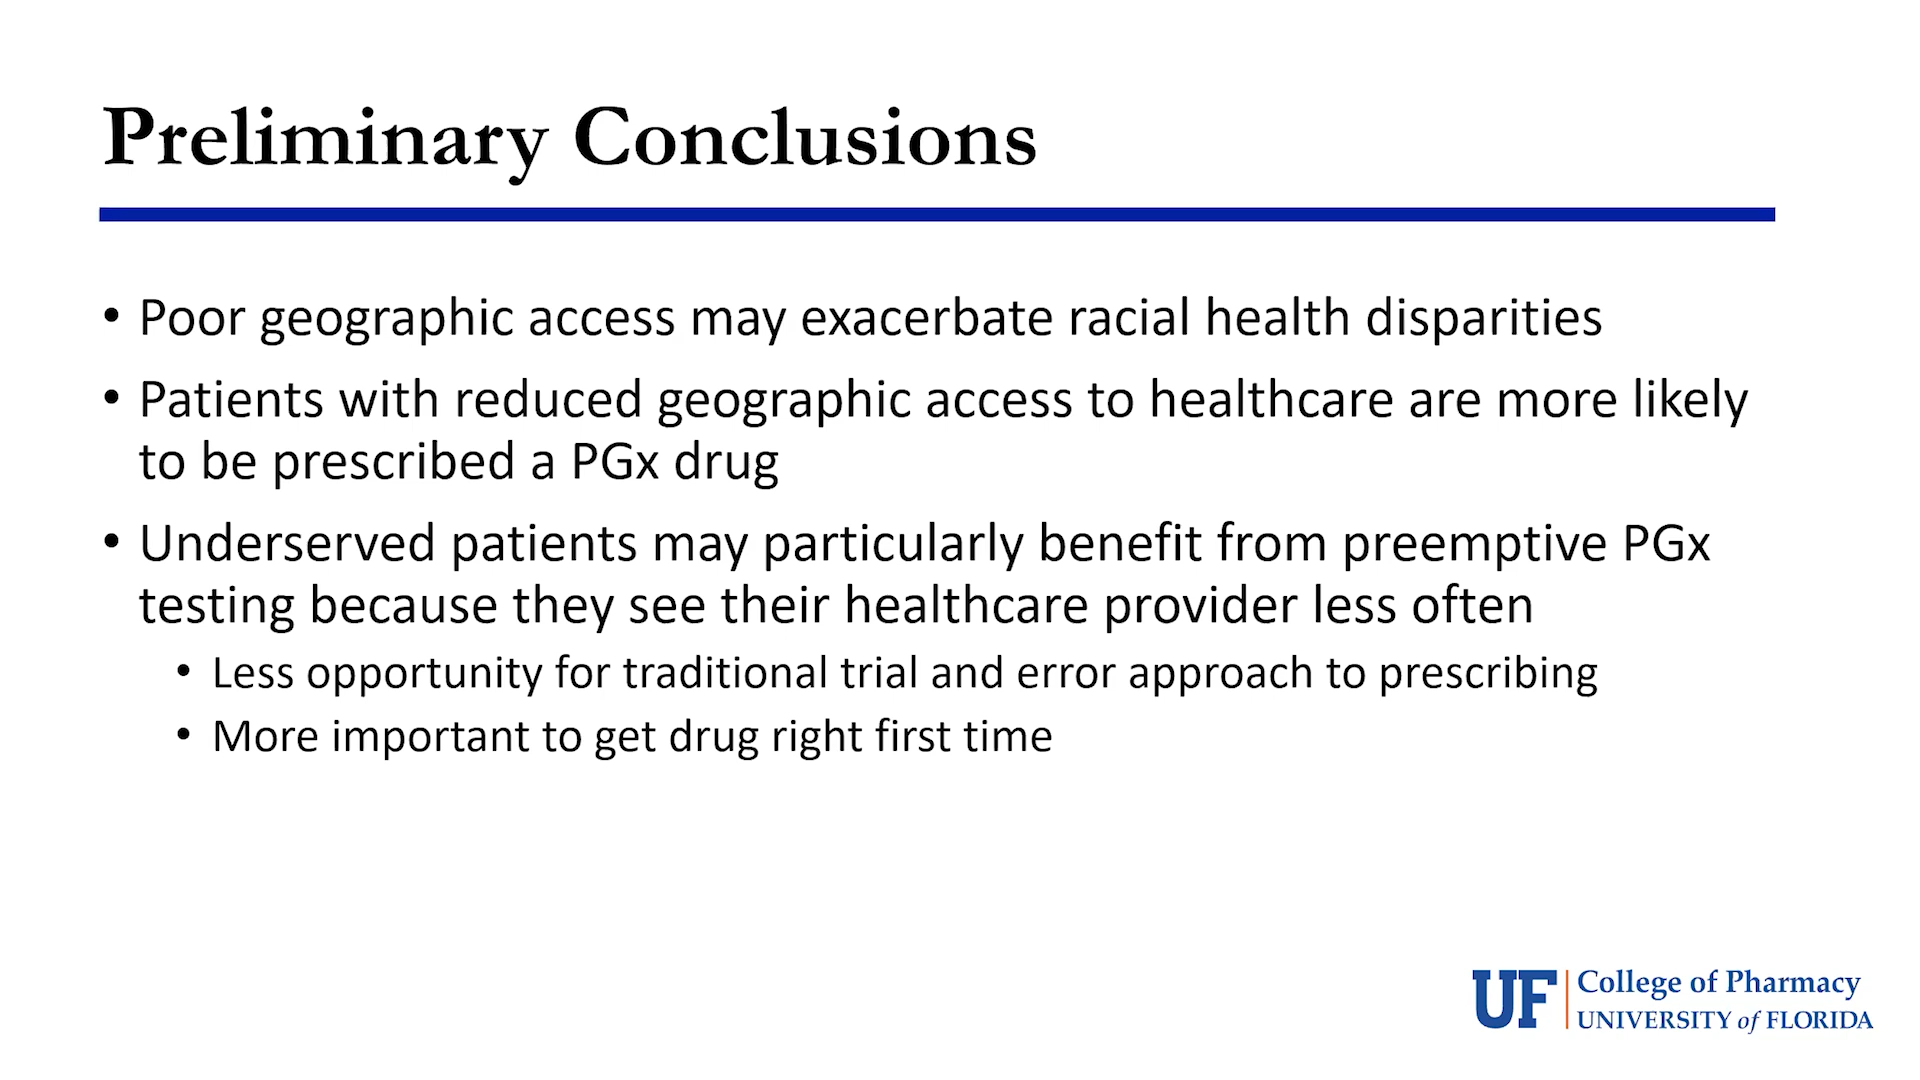 Preliminary Conclusions
• Poor geographic access may exacerbate racial health disparities
• Patients with reduced geographic access to healthcare are more likely
to be prescribed a PGx drug
• Underserved patients may particularly benefit from preemptive PGx
testing because they see their healthcare provider less often
• Less opportunity for traditional trial and error approach to prescribing
• More important to get drug right first time
UF College of Pharmacy
UNIVERSITY of FLORIDA